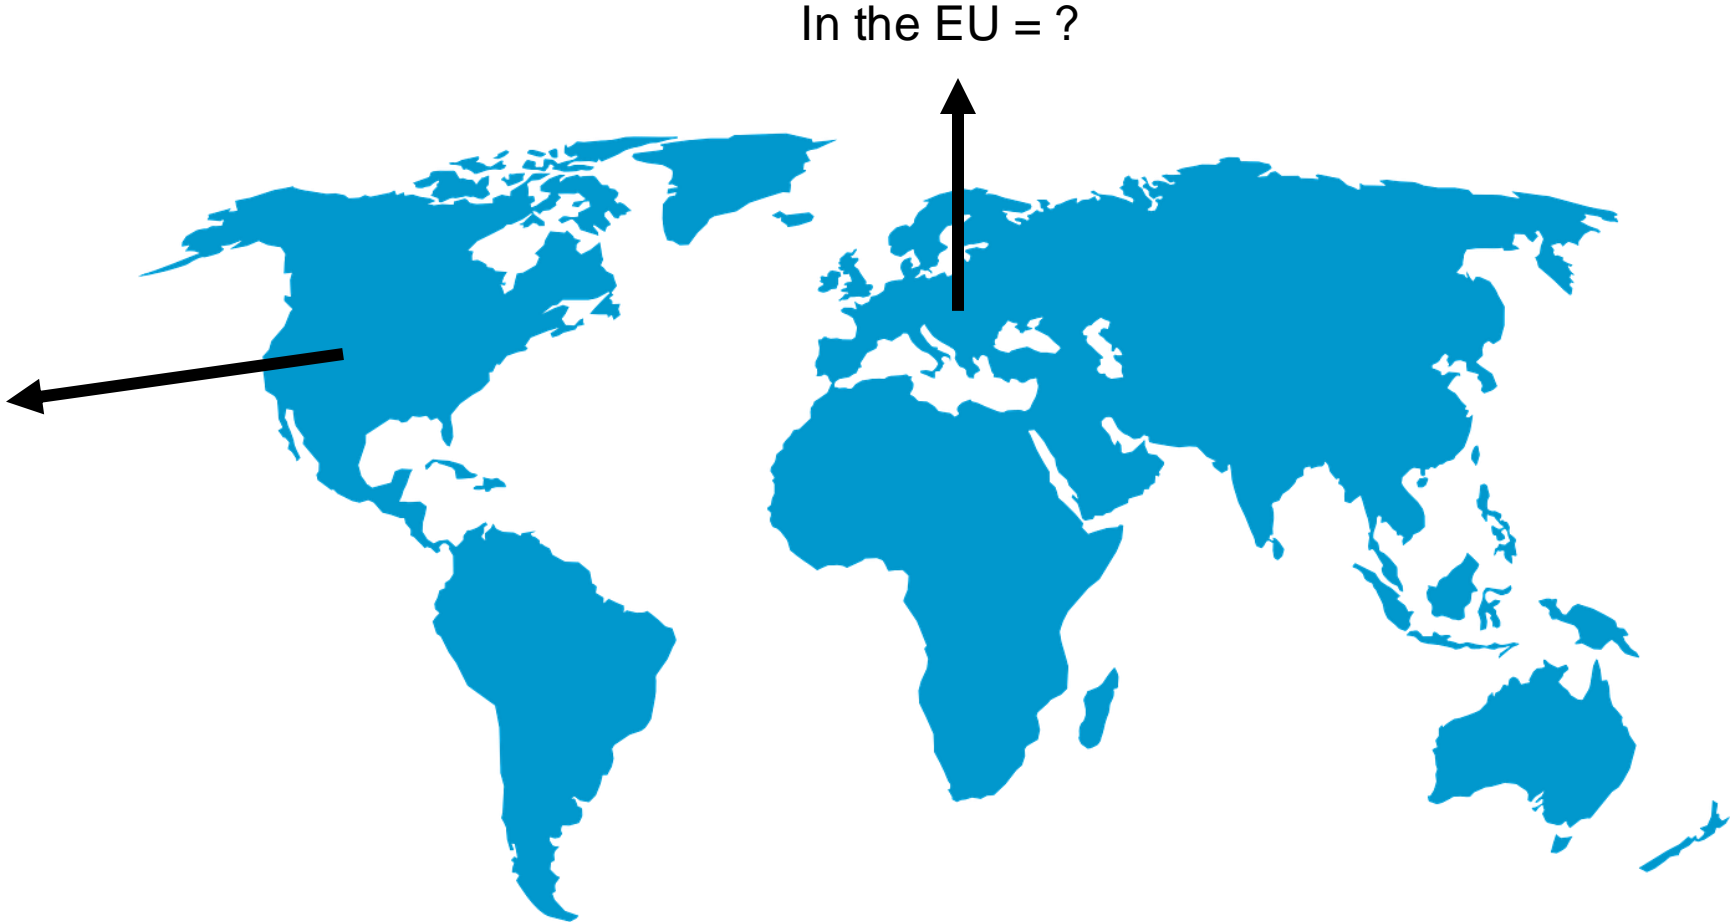 In the EU = ?